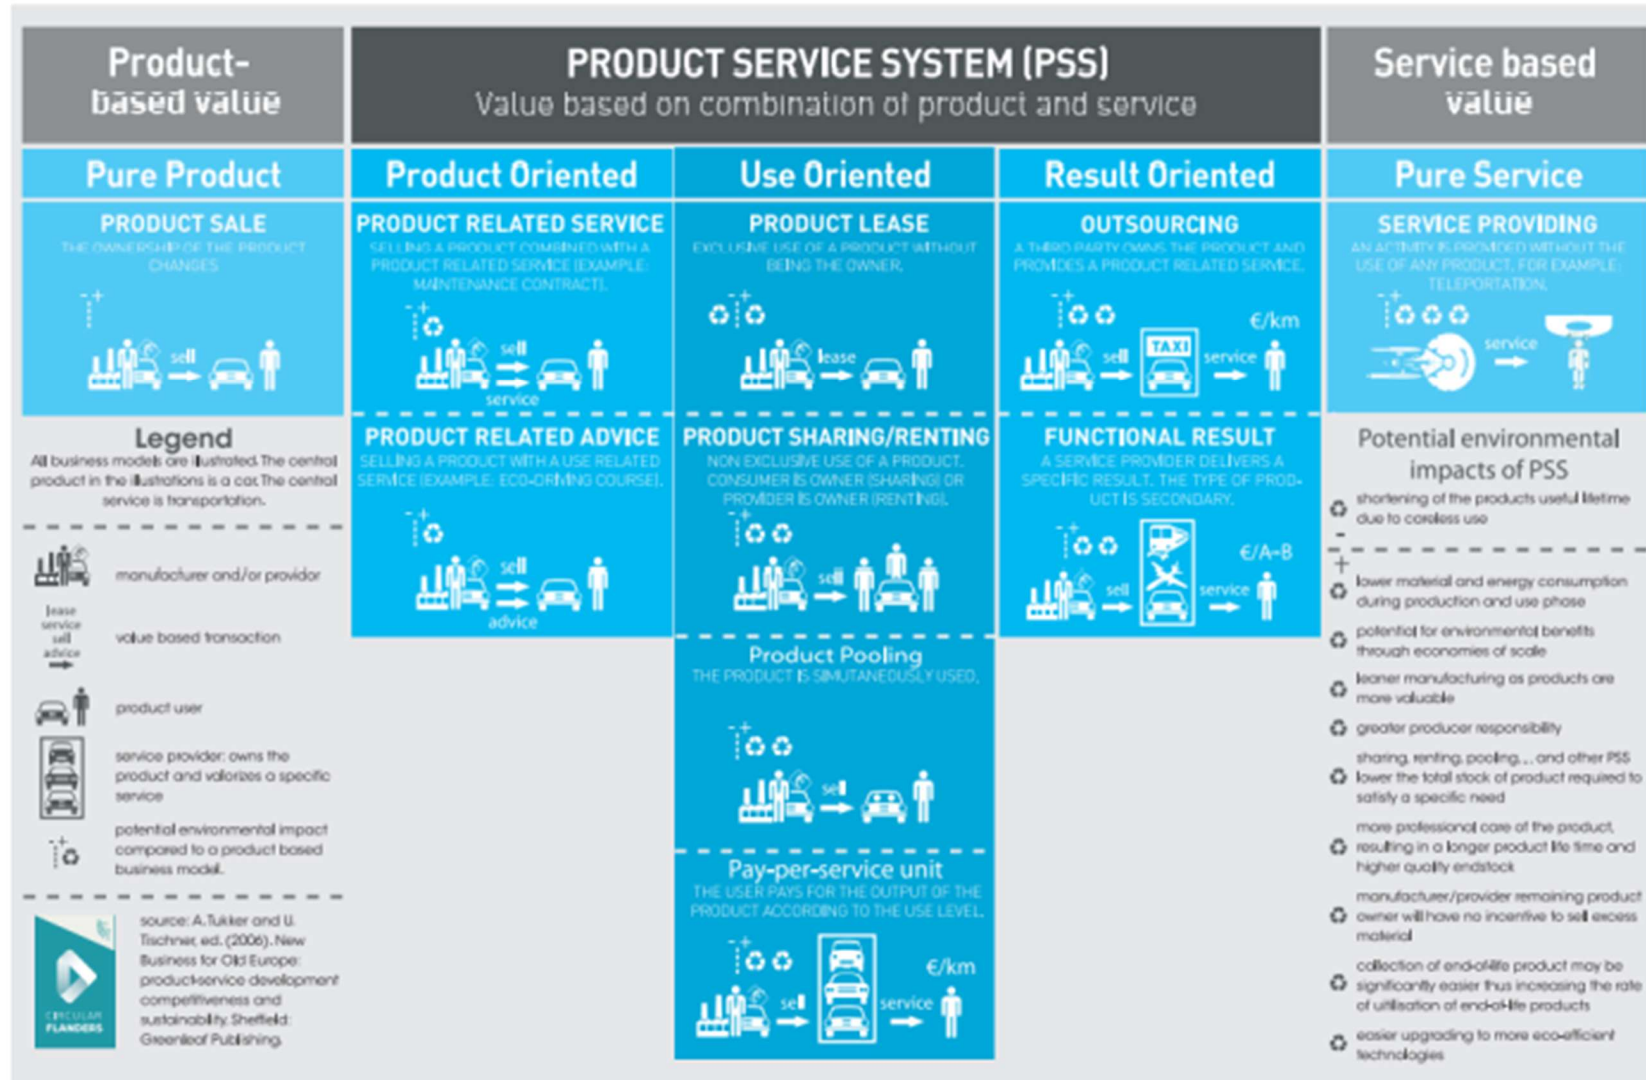 Product-
based value
PRODUCT SERVICE SYSTEM (PSS)
Value based on combination of product and service
Service based
value
Pure Product
Product Oriented
Use Oriented
Result Oriented
Pure Service
PRODUCT SALE
THE OWNERSHIP OF THE PRODUCT
CHANGES
sell
PRODUCT RELATED SERVICE
SELLING A PRODUCT COMBINED WITH A
PRODUCT RELATED SERVICE (EXAMPLE:
MAINTENANCE CONTRACT).
sell
service
PRODUCT LEASE
EXCLUSIVE USE OF A PRODUCT WITHOUT
BEING THE OWNER.
lease
OUTSOURCING
A THIRD PARTY OWNS THE PRODUCT AND
PROVIDES A PRODUCT RELATED SERVICE.
€/km
sell
TAXI
service
SERVICE PROVIDING
AN ACTIVITY IS PROVIDED WITHOUT THE
USE OF ANY PRODUCT, FOR EXAMPLE:
TELEPORTATION.
service
PRODUCT RELATED ADVICE
SELLING A PRODUCT WITH A USE RELATED
SERVICE (EXAMPLE: ECO-DRIVING COURSE).
sell
advice
PRODUCT SHARING/RENTING
NON EXCLUSIVE USE OF A PRODUCT.
CONSUMER IS OWNER (SHARING) OR
PROVIDER IS OWNER (RENTING).
sell
FUNCTIONAL RESULT
A SERVICE PROVIDER DELIVERS A
SPECIFIC RESULT. THE TYPE OF PROD-
UCT IS SECONDARY.
€/A-B
sell
service
Product Pooling
THE PRODUCT IS SIMUTANEOUSLY USED.
sell
Pay-per-service unit
THE USER PAYS FOR THE OUTPUT OF THE
PRODUCT ACCORDING TO THE USE LEVEL.
€/km
sell
service
Legend
All business models are illustrated. The central
product in the illustrations is a car. The central
service is transportation.
manufacturer and/or providor
lease
service
sell
advice
value based transaction
product user
service provider: owns the
product and valorizes a specific
service
potential environmental impact
compared to a product based
business model.
CIRCULAR
FLANDERS
source: A. Tukker and U.
Tischner, ed. (2006). New
Business for Old Europe:
product-service development
competitiveness and
sustainability. Sheffield:
Greenleaf Publishing.
Potential environmental
impacts of PSS
shortening of the products useful lifetime
due to careless use
-
+
lower material and energy consumption
during production and use phase
potential for environmental benefits
through economies of scale
leaner manufacturing as products are
more valuable
greater producer responsibility
sharing, renting, pooling,... and other PSS
lower the total stock of product required to
satisfy a specific need
more professional care of the product,
resulting in a longer product life time and
higher quality endstock
manufacturer/provider remaining product
owner will have no incentive to sell excess
material
collection of end-of-life product may be
significantly easier thus increasing the rate
of uitilisation of end-of-life products
easier upgrading to more eco-efficient
technologies